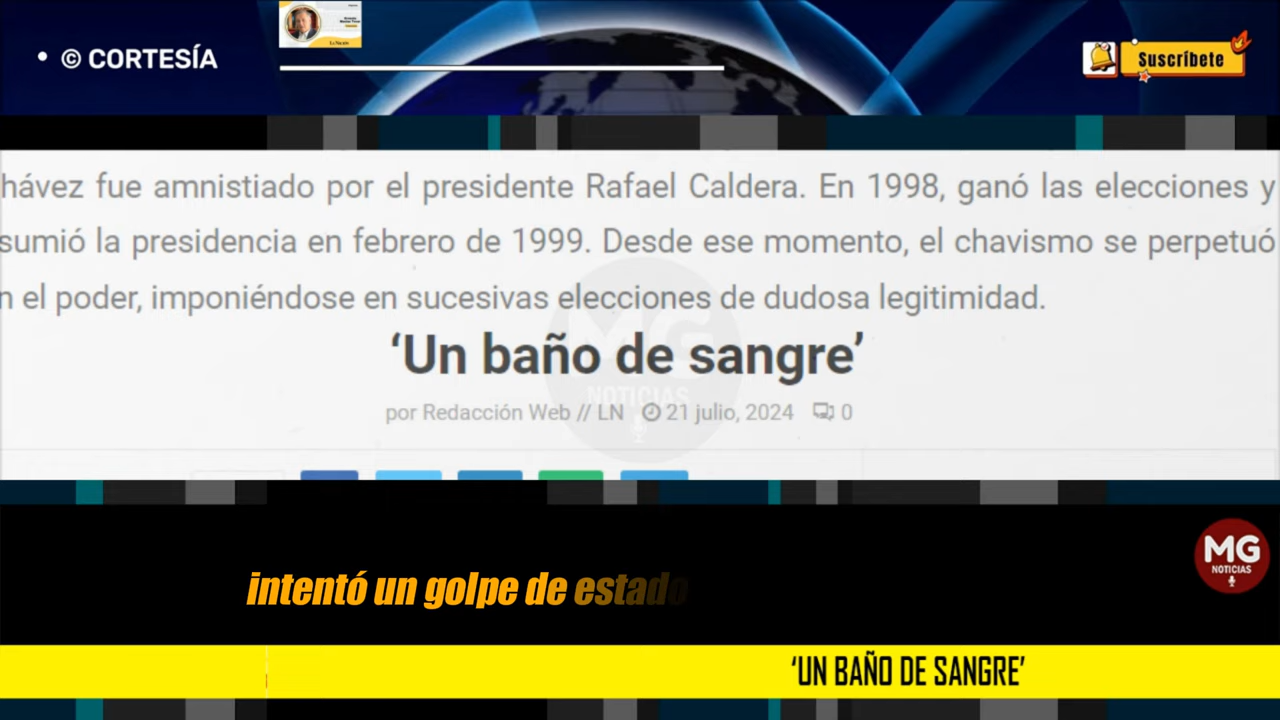 • © CORTESÍA
Suscríbete
hávez fue amnistiado por el presidente Rafael Caldera. En 1998, ganó las elecciones y
sumió la presidencia en febrero de 1999. Desde ese momento, el chavismo se perpetuó
n el poder, imponiéndose en sucesivas elecciones de dudosa legitimidad.
‘Un baño de sangre’
por Redacción Web // LN 21 julio, 2024 0
MG
NOTICIAS
intentó un golpe de estado
MG
NOTICIAS
‘UN BAÑO DE SANGRE’